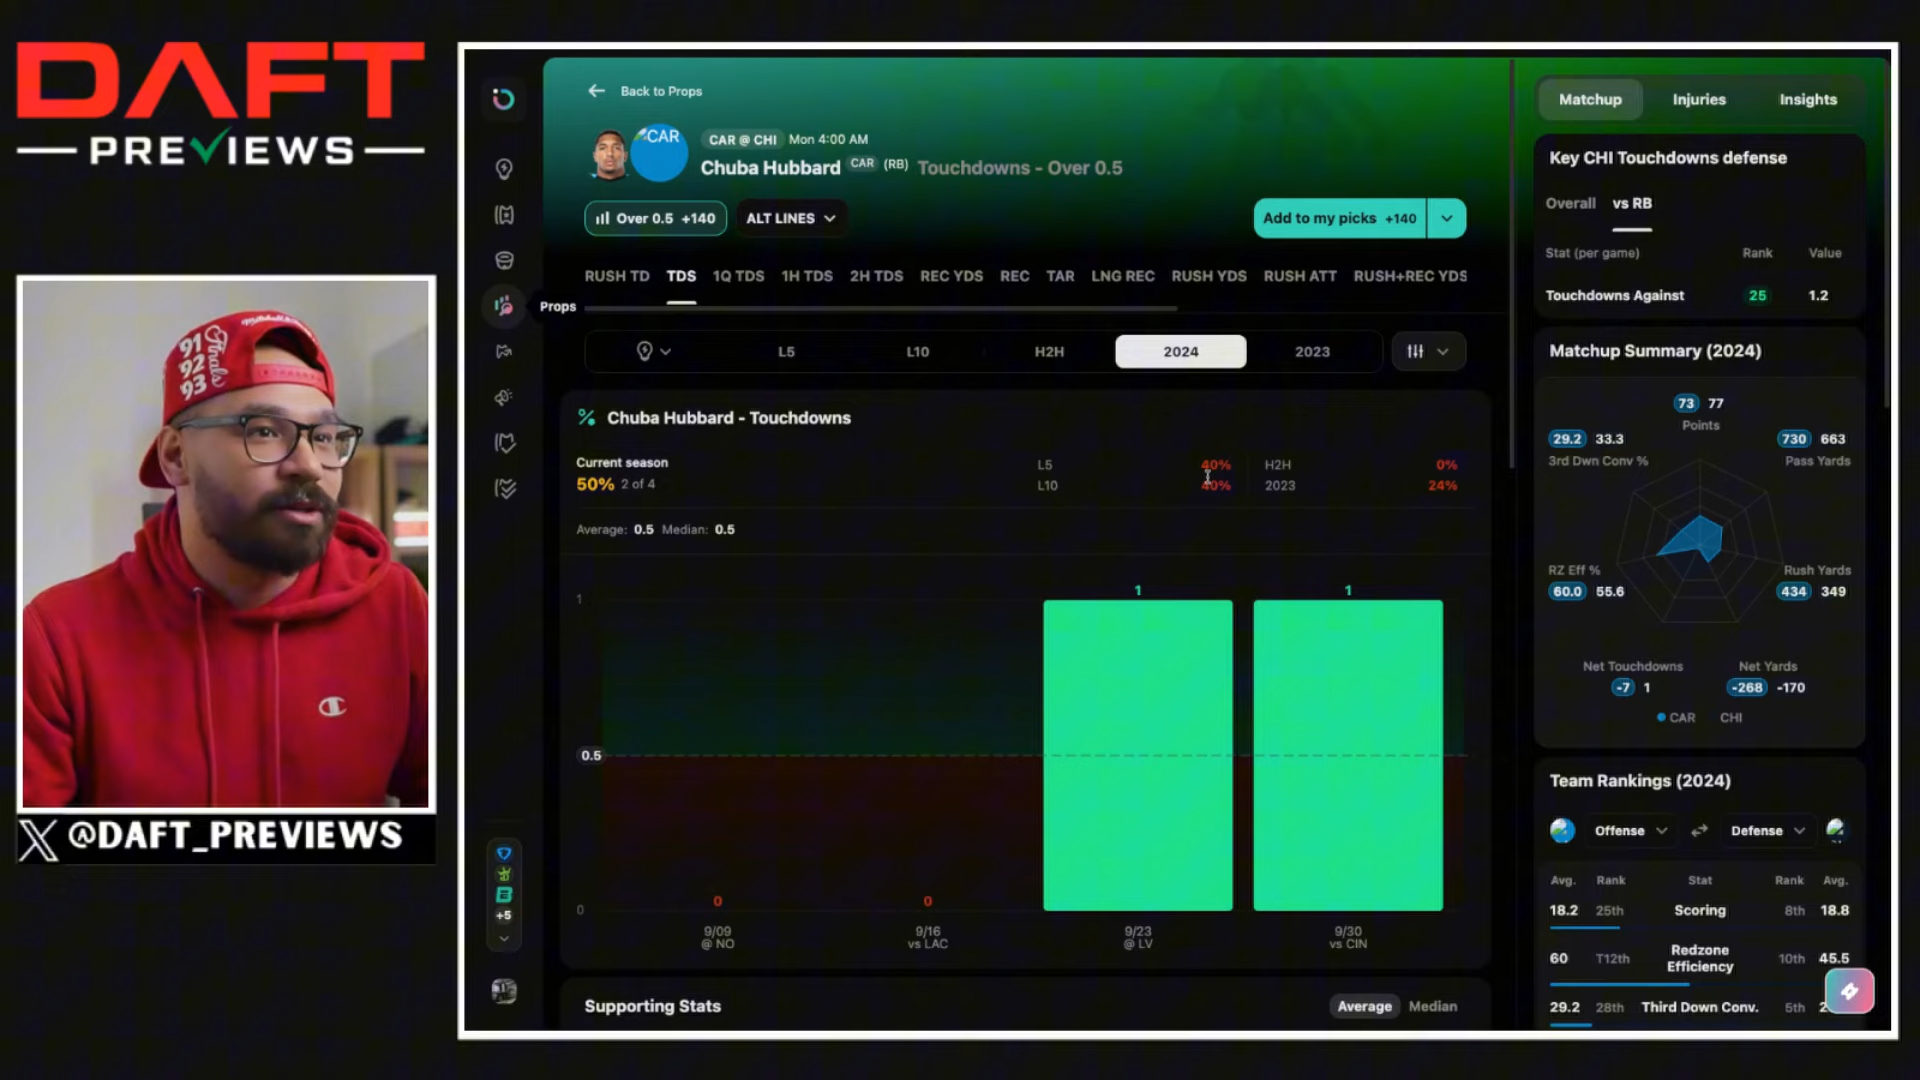 DAFT
PREVIEWS
91
92
93
Finals
@DAFT_PREVIEWS
Back to Props
CAR
CAR @ CHI Mon 4:00 AM
Chuba Hubbard CAR (RB) Touchdowns - Over 0.5
Over 0.5 +140 ALT LINES
Add to my picks +140
RUSH TD TDS 1Q TDS 1H TDS 2H TDS REC YDS REC TAR LNG REC RUSH YDS RUSH ATT RUSH+REC YDS
Props
L5 L10 H2H 2024 2023
Chuba Hubbard - Touchdowns
Current season
50% 2 of 4
L5 40% H2H 0%
L10 40% 2023 24%
Average: 0.5 Median: 0.5
1 1
1
0.5
0 0
0
9/09 9/16 9/23 9/30
@ NO vs LAC @ LV vs CIN
+5
Supporting Stats Average Median
Matchup Injuries Insights
Key CHI Touchdowns defense
Overall vs RB
Stat (per game) Rank Value
Touchdowns Against 25 1.2
Matchup Summary (2024)
73 77
Points
29.2 33.3 730 663
3rd Dwn Conv % Pass Yards
RZ Eff % Rush Yards
60.0 55.6 434 349
Net Touchdowns Net Yards
-7 1 -268 -170
CAR CHI
Team Rankings (2024)
Offense Defense
Avg. Rank Stat Rank Avg.
18.2 25th Scoring 8th 18.8
60 T12th Redzone Efficiency 10th 45.5
29.2 28th Third Down Conv. 5th